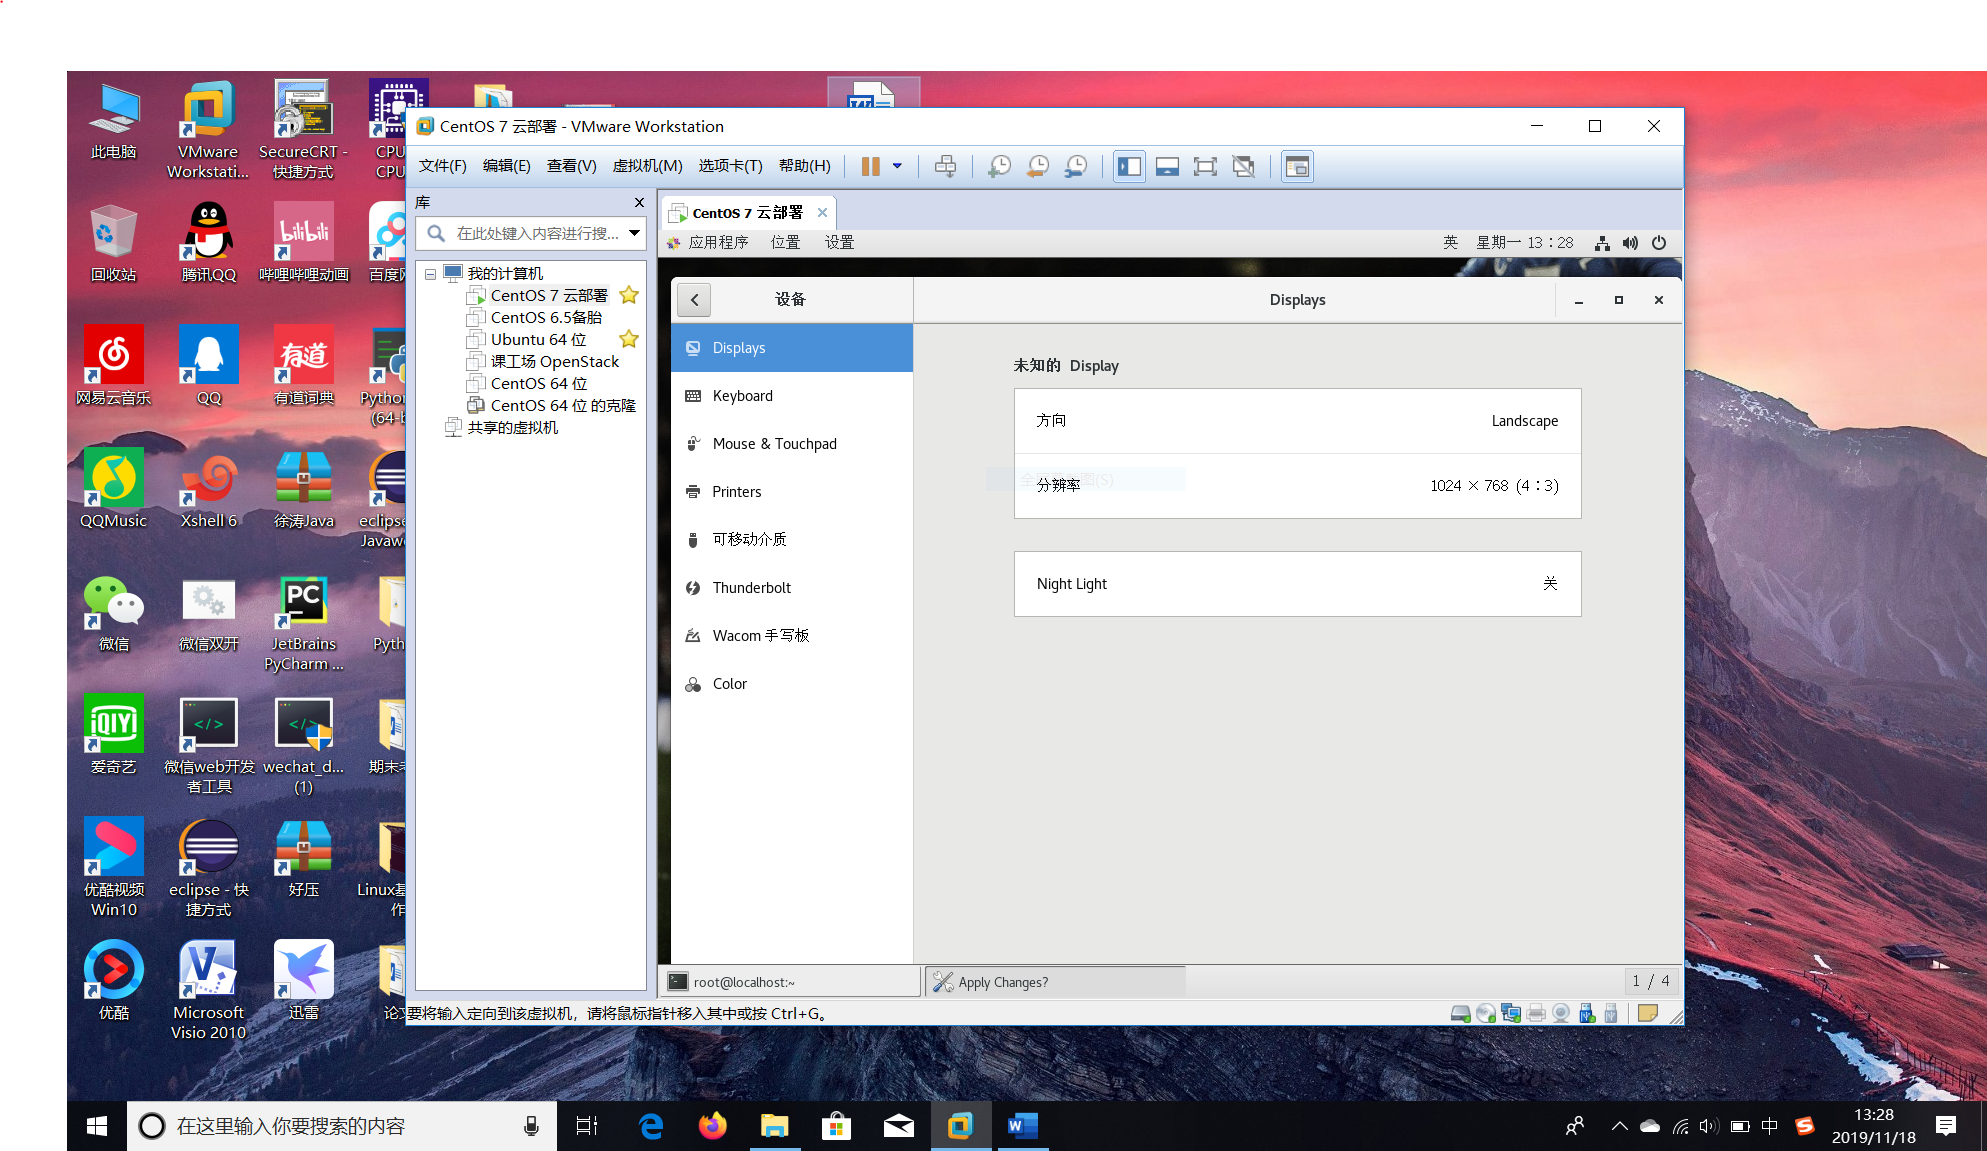 此电脑
VMware
Workstati...
SecureCRT -
快捷方式
CPU
CPU
回收站
腾讯QQ
bilibili
哔哩哔哩动画
网易云音乐
QQ
有道
有道词典
Python
QQMusic
Xshell 6
徐涛Java
eclipse
微信
微信双开
PC
JetBrains
PyCharm ...
iQIYI
爱奇艺
</>
微信web开发
者工具
wechat_d...
(1)
优酷视频
Win10
eclipse - 快
捷方式
好压
优酷
Microsoft
Visio 2010
迅雷
CentOS 7 云部署 - VMware Workstation
文件(F) 编辑(E) 查看(V) 虚拟机(M) 选项卡(T) 帮助(H)
库
在此处键入内容进行搜...
我的计算机
CentOS 7 云部署
CentOS 6.5备胎
Ubuntu 64 位
课工场 OpenStack
CentOS 64 位
CentOS 64 位 的克隆
共享的虚拟机
CentOS 7 云部署
应用程序 位置 设置
英 星期一 13:28
设备
Displays
Displays
Keyboard
Mouse & Touchpad
Printers
可移动介质
Thunderbolt
Wacom 手写板
Color
未知的 Display
方向 Landscape
分辨率 1024 × 768 (4:3)
Night Light 关
root@localhost:~
Apply Changes?
1 / 4
要将输入定向到该虚拟机，请将鼠标指针移入其中或按 Ctrl+G。
在这里输入你要搜索的内容
中
13:28
2019/11/18